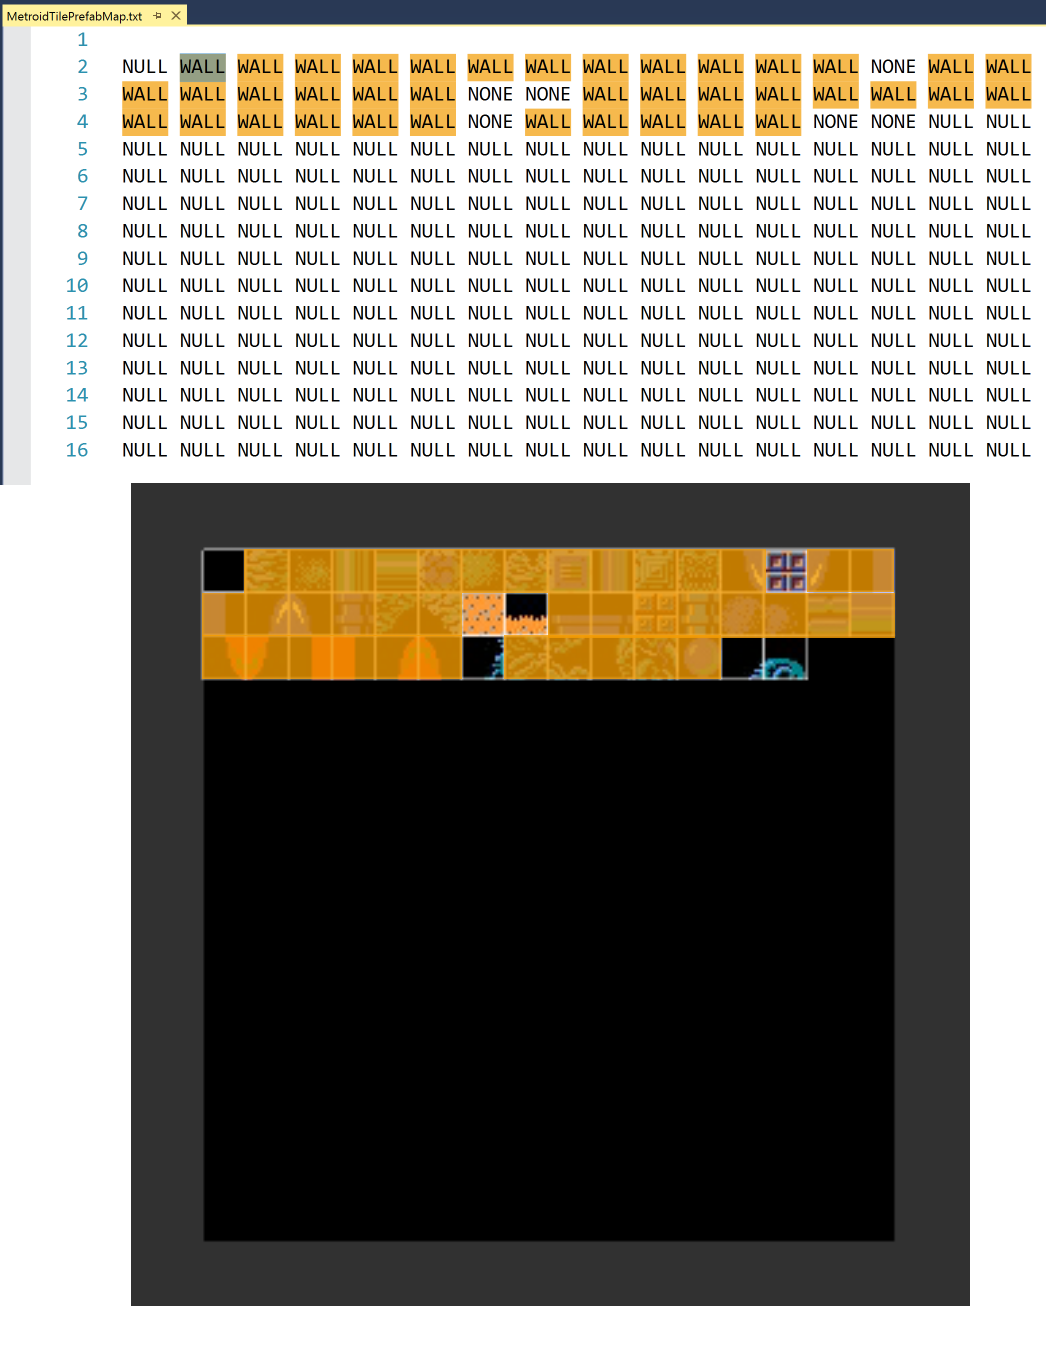 MetroidTilePrefabMap.txt
1
2 NULL WALL WALL WALL WALL WALL WALL WALL WALL WALL WALL WALL WALL NONE WALL WALL
3 WALL WALL WALL WALL WALL WALL NONE NONE WALL WALL WALL WALL WALL WALL WALL WALL
4 WALL WALL WALL WALL WALL WALL NONE WALL WALL WALL WALL WALL NONE NONE NULL NULL
5 NULL NULL NULL NULL NULL NULL NULL NULL NULL NULL NULL NULL NULL NULL NULL NULL
6 NULL NULL NULL NULL NULL NULL NULL NULL NULL NULL NULL NULL NULL NULL NULL NULL
7 NULL NULL NULL NULL NULL NULL NULL NULL NULL NULL NULL NULL NULL NULL NULL NULL
8 NULL NULL NULL NULL NULL NULL NULL NULL NULL NULL NULL NULL NULL NULL NULL NULL
9 NULL NULL NULL NULL NULL NULL NULL NULL NULL NULL NULL NULL NULL NULL NULL NULL
10 NULL NULL NULL NULL NULL NULL NULL NULL NULL NULL NULL NULL NULL NULL NULL NULL
11 NULL NULL NULL NULL NULL NULL NULL NULL NULL NULL NULL NULL NULL NULL NULL NULL
12 NULL NULL NULL NULL NULL NULL NULL NULL NULL NULL NULL NULL NULL NULL NULL NULL
13 NULL NULL NULL NULL NULL NULL NULL NULL NULL NULL NULL NULL NULL NULL NULL NULL
14 NULL NULL NULL NULL NULL NULL NULL NULL NULL NULL NULL NULL NULL NULL NULL NULL
15 NULL NULL NULL NULL NULL NULL NULL NULL NULL NULL NULL NULL NULL NULL NULL NULL
16 NULL NULL NULL NULL NULL NULL NULL NULL NULL NULL NULL NULL NULL NULL NULL NULL